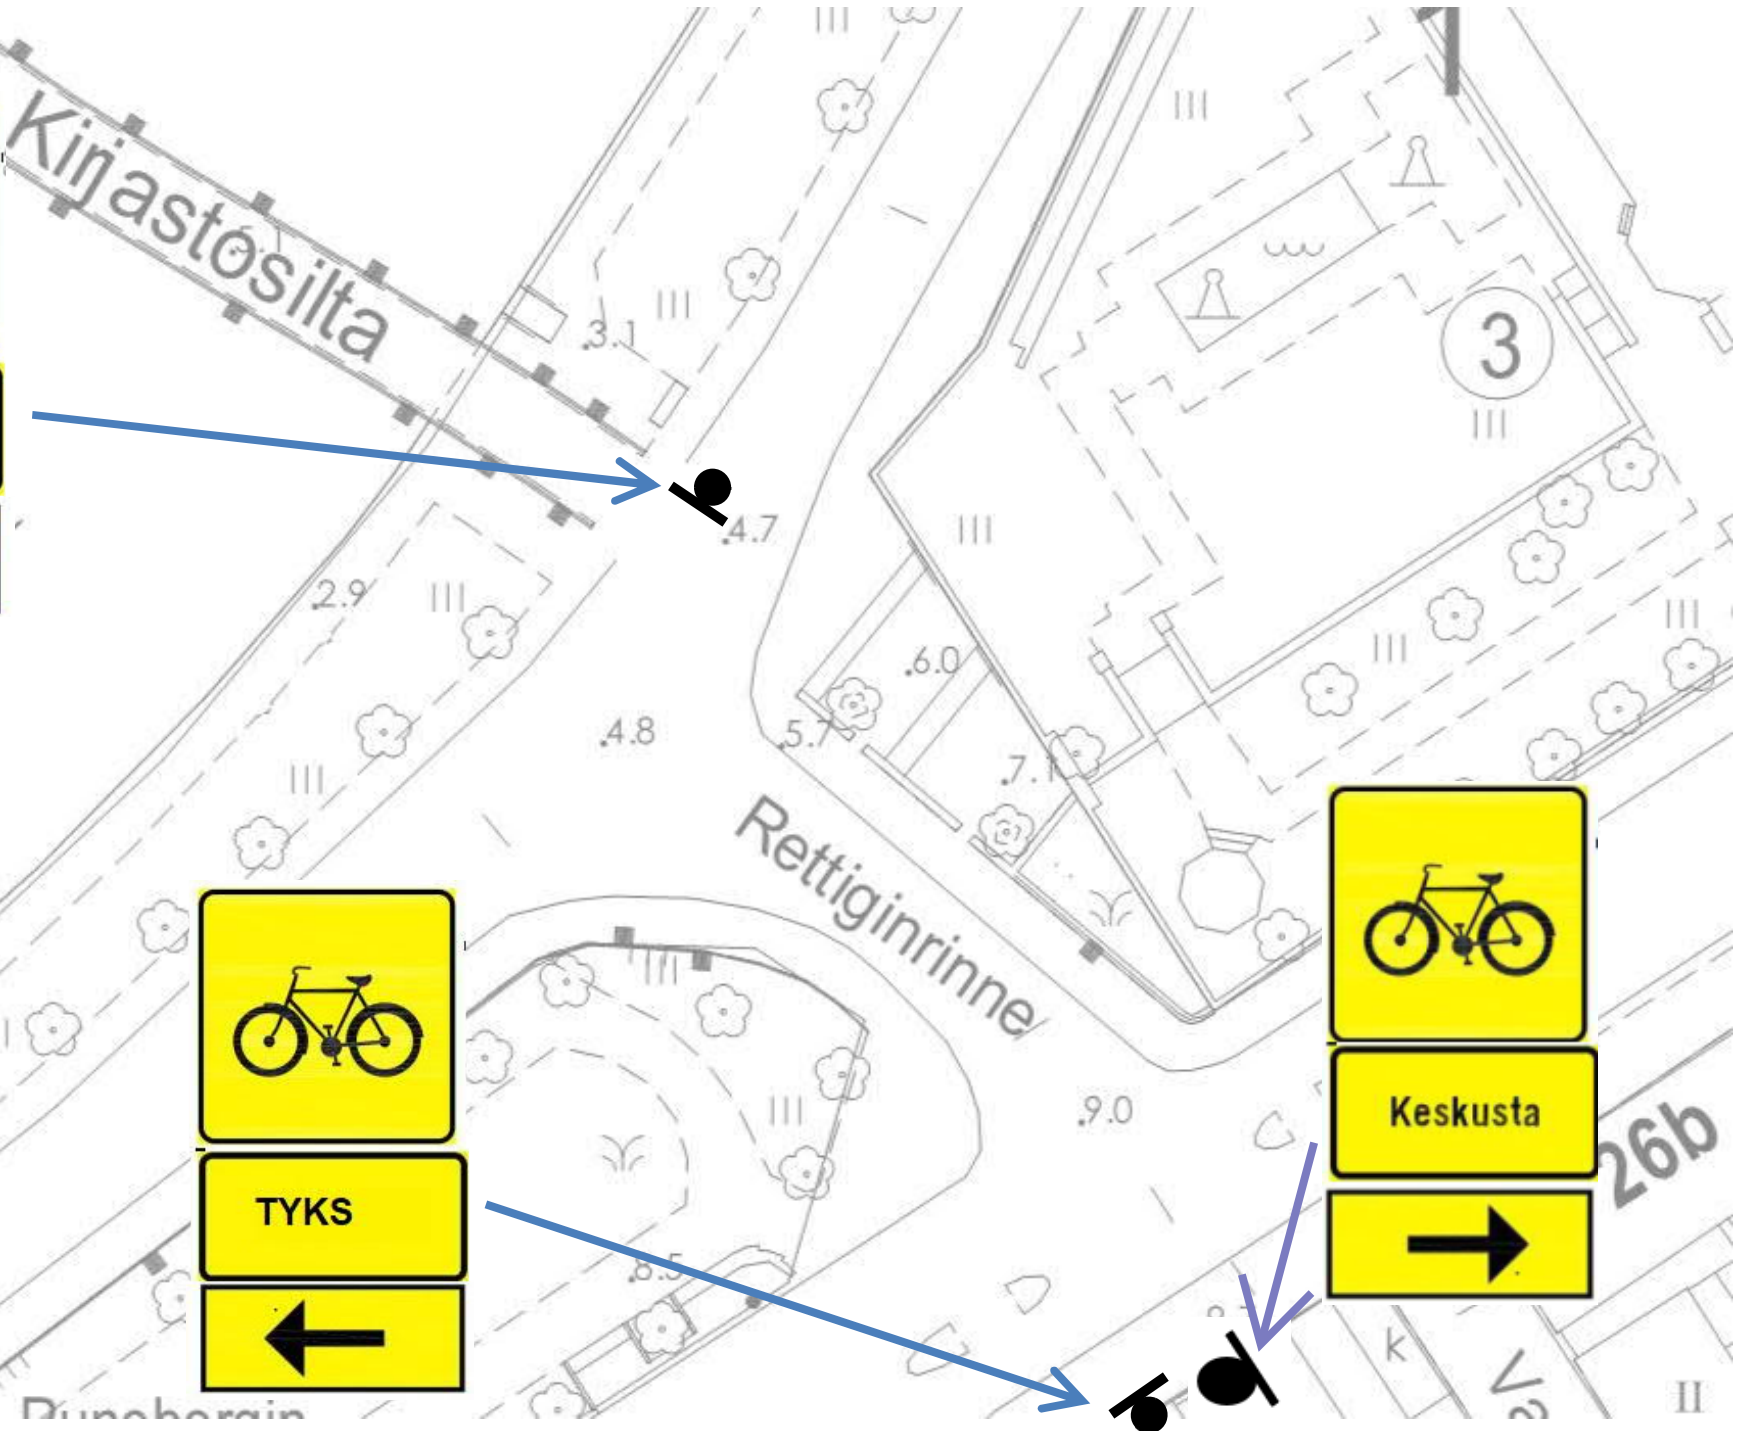 Kirjastosilta
3.1
3
4.7
2.9
6.0
4.8
5.7
7.1
Rettiginrinne
9.0
Keskusta
26b
TYKS
8.5
k
II